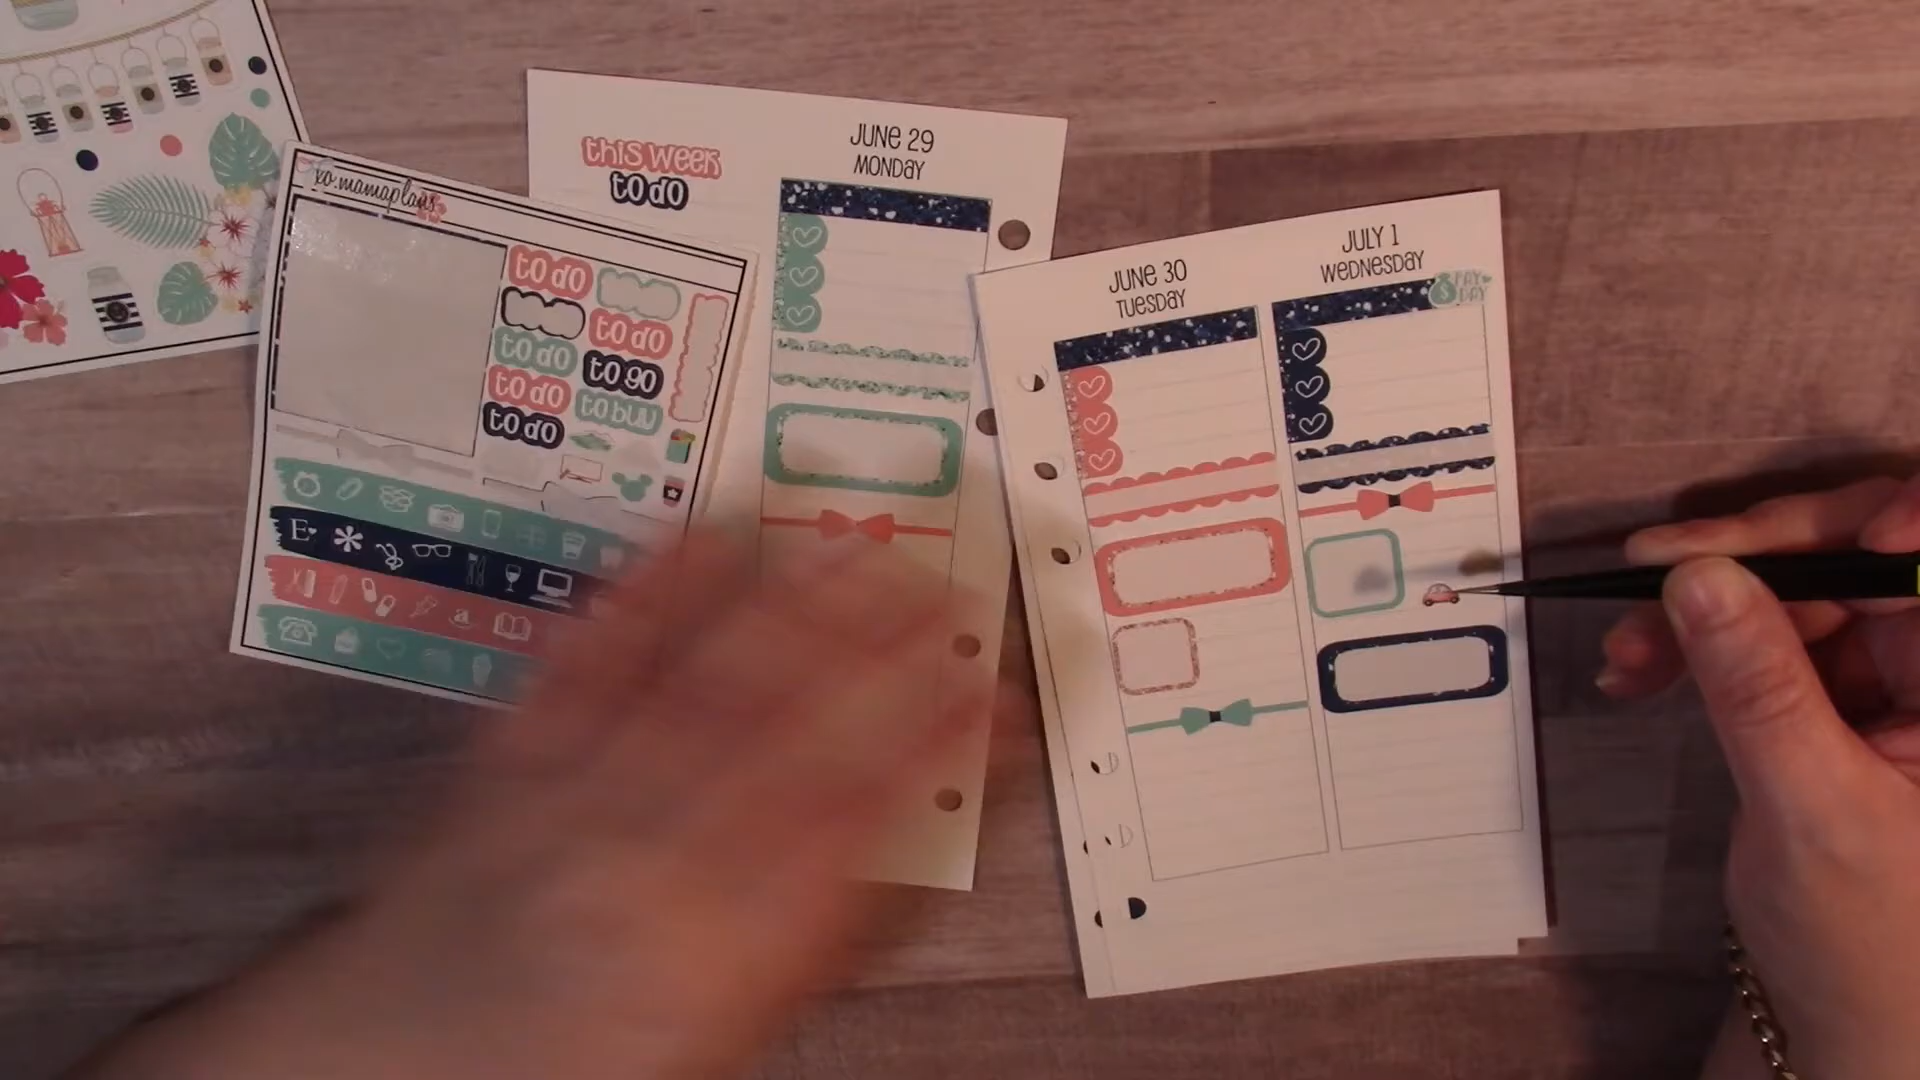 xo.mamaplans
to do
to do
to do
to go
to do
to buy
to do
E
a
this week
to do
JUNE 29
MONDAY
JUNE 30
TUESDAY
JULY 1
WEDNESDAY
$ PAY
DAY